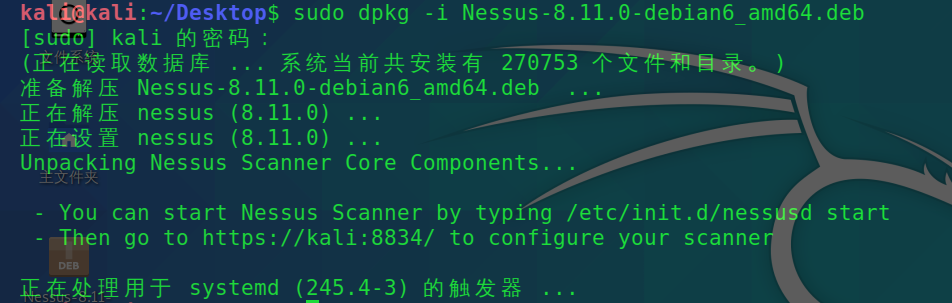 kali@kali:~/Desktop$ sudo dpkg -i Nessus-8.11.0-debian6_amd64.deb
[sudo] kali 的密码：
(正在读取数据库 ... 系统当前共安装有 270753 个文件和目录。)
准备解压 Nessus-8.11.0-debian6_amd64.deb  ...
正在解压 nessus (8.11.0) ...
正在设置 nessus (8.11.0) ...
Unpacking Nessus Scanner Core Components...
主文件夹
 - You can start Nessus Scanner by typing /etc/init.d/nessusd start
 - Then go to https://kali:8834/ to configure your scanner
DEB
正在处理用于 systemd (245.4-3) 的触发器 ...